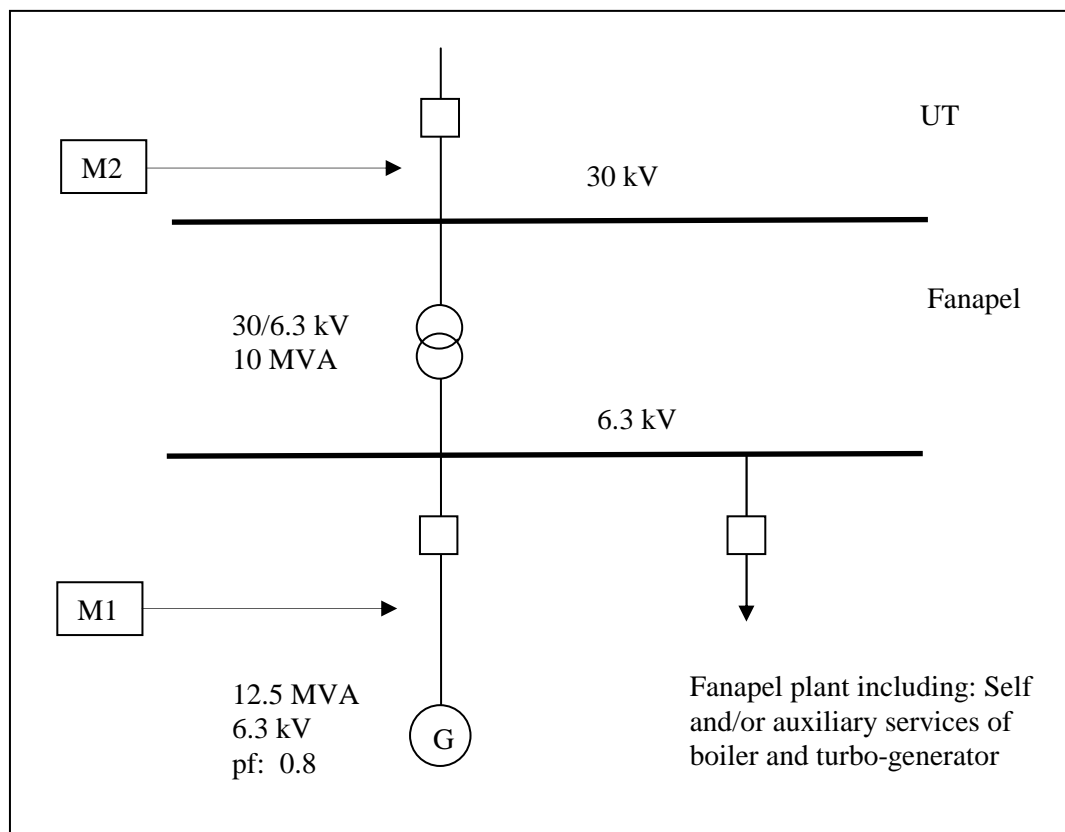 UT
M2
30 kV
Fanapel
30/6.3 kV
10 MVA
6.3 kV
M1
12.5 MVA
6.3 kV
pf: 0.8
G
Fanapel plant including: Self
and/or auxiliary services of
boiler and turbo-generator